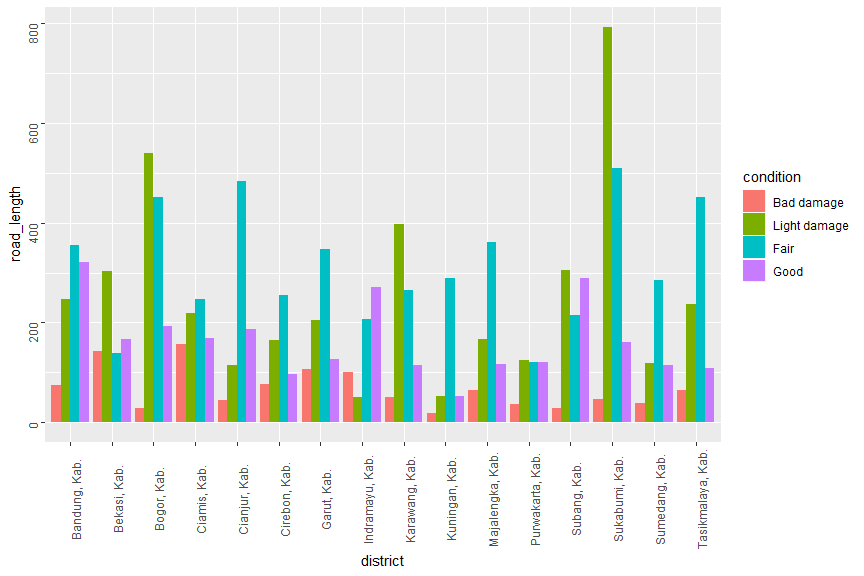 800
600
400
200
0
road_length
Bandung, Kab.
Bekasi, Kab.
Bogor, Kab.
Ciamis, Kab.
Cianjur, Kab.
Cirebon, Kab.
Garut, Kab.
Indramayu, Kab.
Karawang, Kab.
Kuningan, Kab.
Majalengka, Kab.
Purwakarta, Kab.
Subang, Kab.
Sukabumi, Kab.
Sumedang, Kab.
Tasikmalaya, Kab.
district
condition
Bad damage
Light damage
Fair
Good